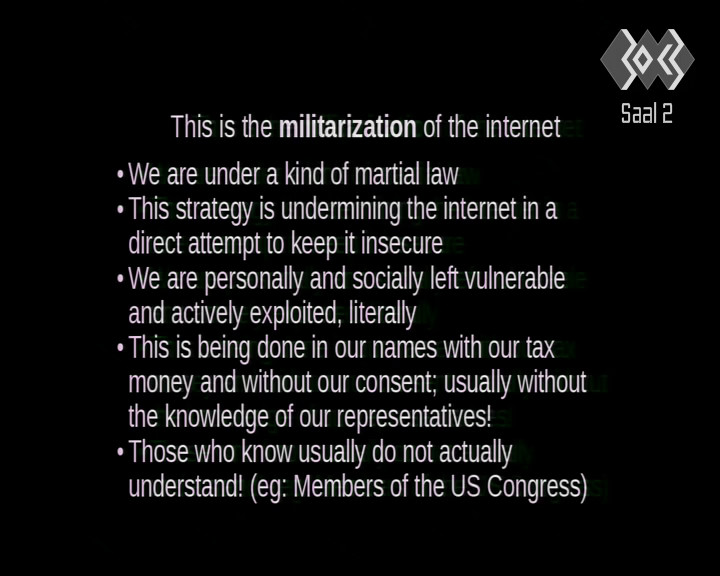 Saal 2
This is the militarization of the internet
• We are under a kind of martial law
• This strategy is undermining the internet in a
direct attempt to keep it insecure
• We are personally and socially left vulnerable
and actively exploited, literally
• This is being done in our names with our tax
money and without our consent; usually without
the knowledge of our representatives!
• Those who know usually do not actually
understand! (eg: Members of the US Congress)